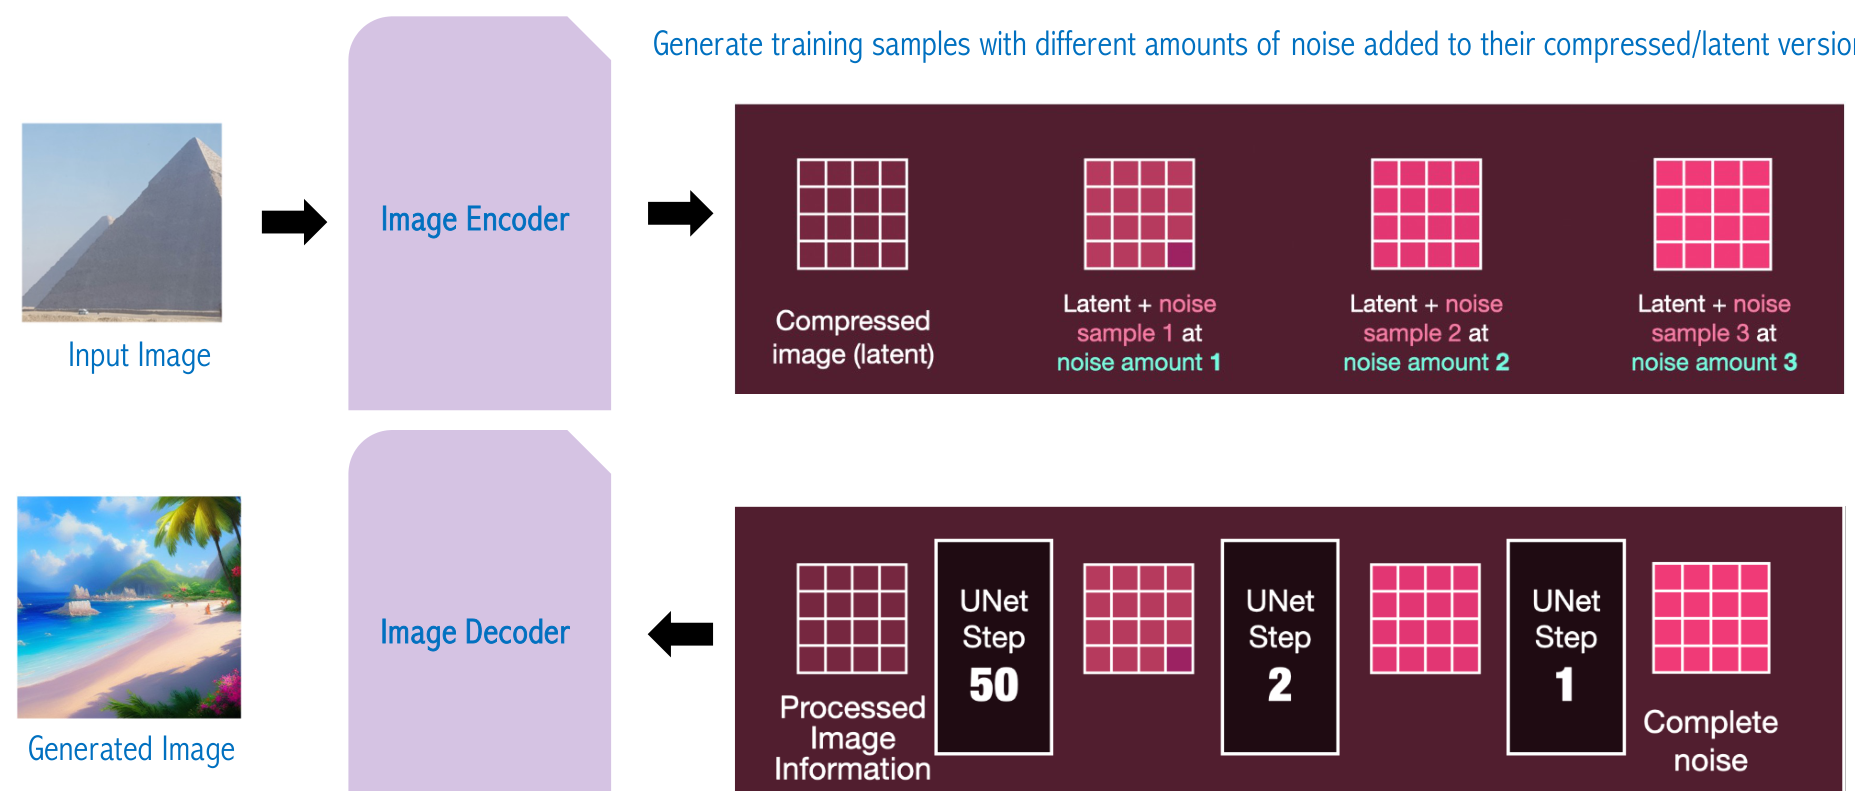 Generate training samples with different amounts of noise added to their compressed/latent
Input Image
Image Encoder
Compressed
image (latent)
Latent + noise
sample 1 at
noise amount 1
Latent + noise
sample 2 at
noise amount 2
Latent + noise
sample 3 at
noise amount 3
Generated Image
Image Decoder
Processed
Image
Information
UNet
Step
50
UNet
Step
2
UNet
Step
1
Complete
noise